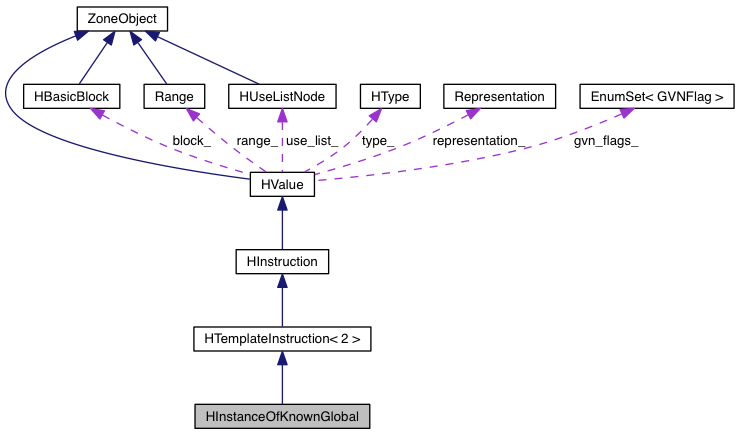 ZoneObject
HBasicBlock
Range
HUseListNode
HType
Representation
EnumSet< GVNFlag >
block_
range_
use_list_
type_
representation_
gvn_flags_
HValue
HInstruction
HTemplateInstruction< 2 >
HInstanceOfKnownGlobal